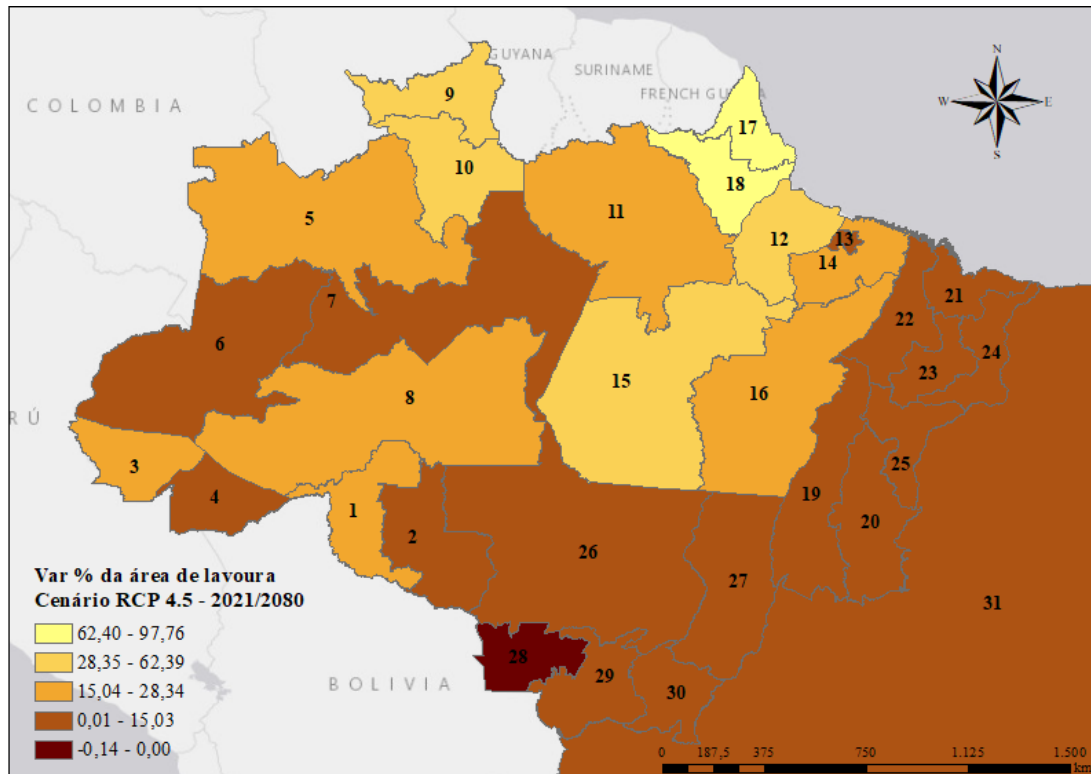 GUYANA
SURINAME
FRENCH GUIANA
COLOMBIA
N
W E
S
9
17
10
18
5
11
12
13
14
7
21
22
6
24
23
15
16
8
25
3
4
19
1
20
2
26
27
31
28
29
30
RÚ
BOLIVIA
Var % da área de lavoura
Cenário RCP 4.5 - 2021/2080
62,40 - 97,76
28,35 - 62,39
15,04 - 28,34
0,01 - 15,03
-0,14 - 0,00
0 187,5 375 750 1.125 1.500
km